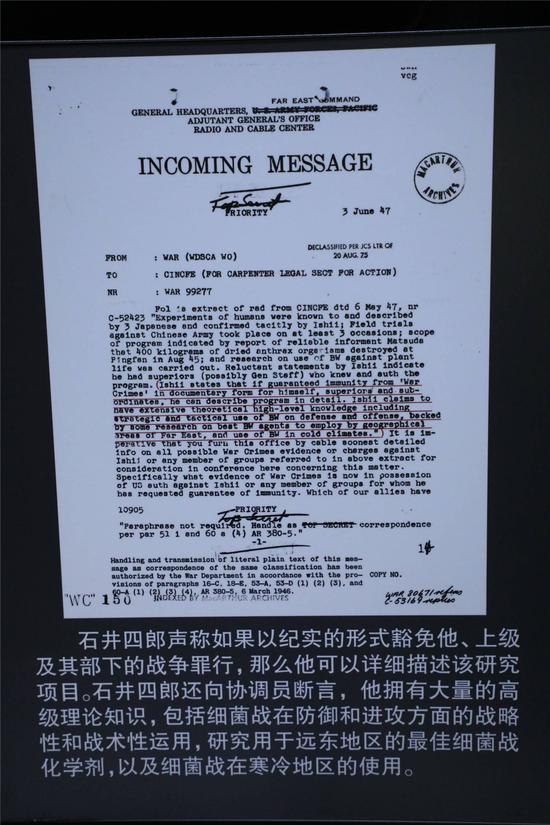 vcg
FAR EAST COMMAND
GENERAL HEADQUARTERS, U. S. ARMY FORCES, PACIFIC
ADJUTANT GENERAL'S OFFICE
RADIO AND CABLE CENTER
INCOMING MESSAGE
MACARTHUR ARCHIVES
Top Secret
PRIORITY
3 June 47
DECLASSIFIED PER JCS LTR OF
20 AUG. 75
FROM : WAR (WDSCA WO)
TO : CINCFE (FOR CARPENTER LEGAL SECT FOR ACTION)
NR : WAR 99277
Fol is extract of rad from CINCFE dtd 6 May 47, nr
C-52423 "Experiments of humans were known to and described
by 3 Japanese and confirmed tacitly by Ishii; Field trials
against Chinese Army took place on at least 3 occasions; scope
of program indicated by report of reliable informant Matsuda
that 400 kilograms of dried anthrax organisms destroyed at
Pingfan in Aug 45; and research on use of BW against plant
life was carried out. Reluctant statements by Ishii indicate
he had superiors (possibly Gen Staff) who knew and auth the
program. (Ishii states that if guaranteed immunity from 'War
Crimes' in documentary form for himself, superiors and sub-
ordinates, he can describe program in detail. Ishii claims to
have extensive theoretical high-level knowledge including
strategic and tactical use of BW on defense and offense, backed
by some research on best BW agents to employ by geographical
areas of Far East, and use of BW in cold climates.") It is im-
perative that you furn this office by cable soonest detailed
info on all possible War Crimes evidence or charges against
Ishii or any member of groups referred to in above extract for
consideration in conference here concerning this matter.
Specifically what evidence of War Crimes is now in possession
of US auth against Ishii or any member of groups for whom he
has requested guarantee of immunity. Which of our allies have
10905
PRIORITY
Top Secret
"Paraphrase not required. Handle as TOP SECRET correspondence
per par 51 i and 60 a (4) AR 380-5."
-1-
Handling and transmission of literal plain text of this mes-
sage as correspondence of the same classification has been
authorized by the War Department in accordance with the pro-
visions of paragraphs 16-C, 18-E, 53-A, 53-D (1) (2) (3), and
60-A (1) (2) (3) (4), AR 380-5, 6 March 1946.
COPY NO.
"WC" 150
INDEXED BY MacARTHUR ARCHIVES
石井四郎声称如果以纪实的形式豁免他、上级
及其部下的战争罪行，那么他可以详细描述该研究
项目。石井四郎还向协调员断言，他拥有大量的高
级理论知识，包括细菌战在防御和进攻方面的战略
性和战术性运用，研究用于远东地区的最佳细菌战
化学剂，以及细菌战在寒冷地区的使用。